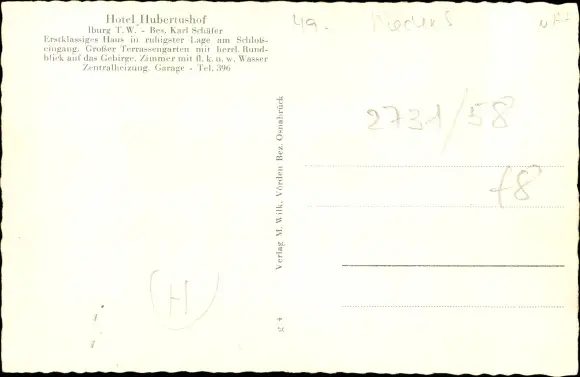 Hotel Hubertushof
Iburg T.W. - Bes. Karl Schäfer
Erstklassiges Haus in ruhigster Lage am Schloß-
eingang. Großer Terrassengarten mit herrl. Rund-
blick auf das Gebirge. Zimmer mit fl. k. u. w. Wasser
Zentralheizung. Garage - Tel. 396
49.
2731/58
f8
Verlag M. Wilk, Vörden Bez. Osnabrück
H